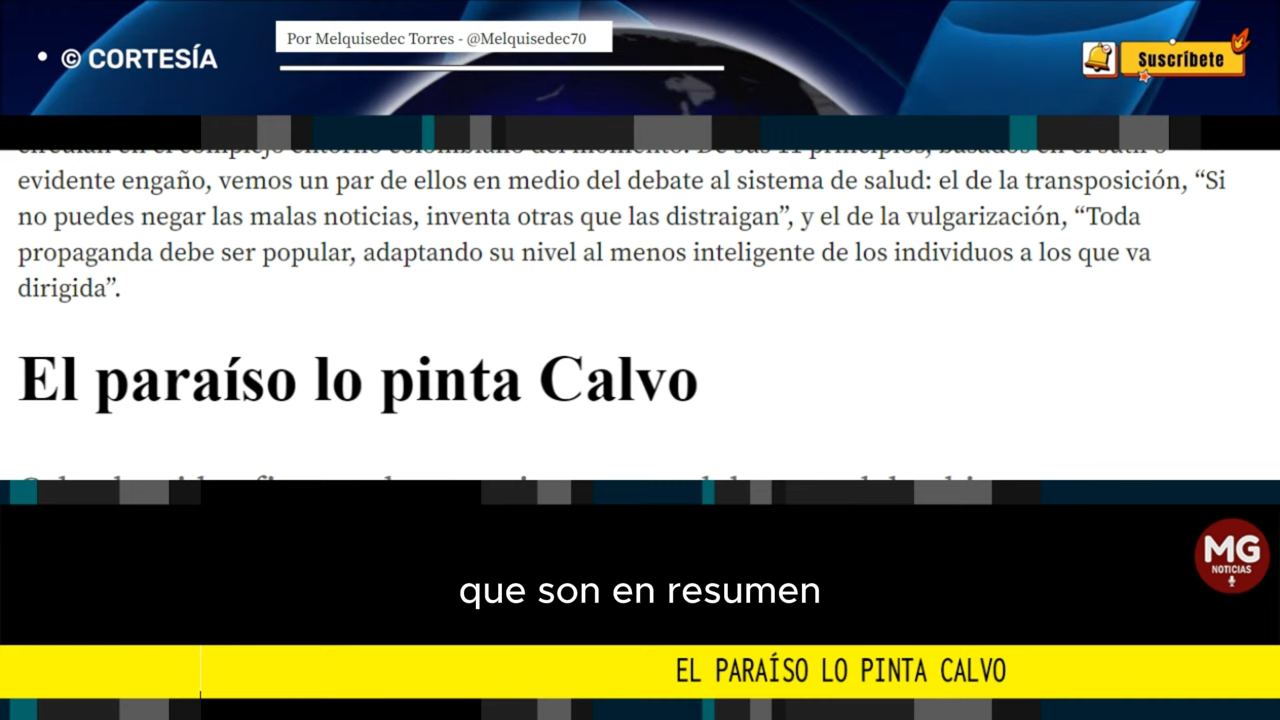 © CORTESÍA
Por Melquisedec Torres - @Melquisedec70
Suscríbete
evidente engaño, vemos un par de ellos en medio del debate al sistema de salud: el de la transposición, “Si
no puedes negar las malas noticias, inventa otras que las distraigan”, y el de la vulgarización, “Toda
propaganda debe ser popular, adaptando su nivel al menos inteligente de los individuos a los que va
dirigida”.
El paraíso lo pinta Calvo
MG
NOTICIAS
que son en resumen
EL PARAÍSO LO PINTA CALVO